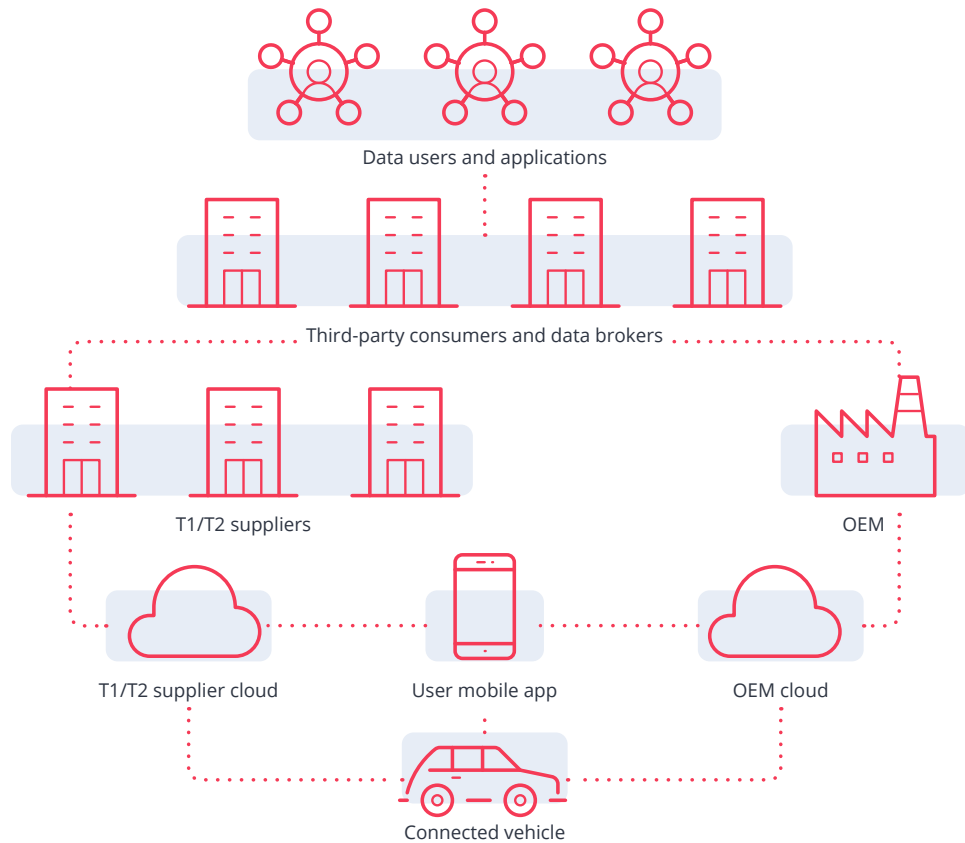 Data users and applications
Third-party consumers and data brokers
T1/T2 suppliers
OEM
T1/T2 supplier cloud
User mobile app
OEM cloud
Connected vehicle